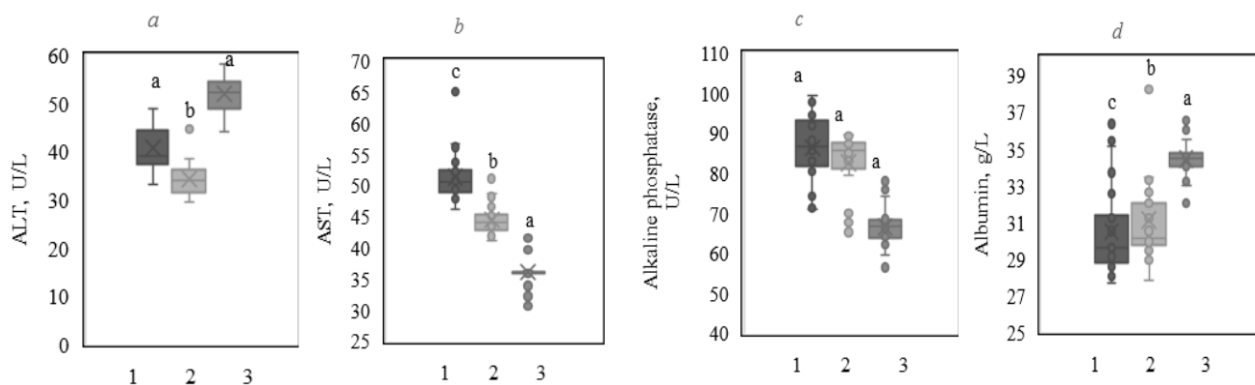 a
ALT, U/L
60
50
40
30
20
10
0
a
b
a
1 2 3
b
AST, U/L
70
65
60
55
50
45
40
35
30
25
c
b
a
1 2 3
c
Alkaline phosphatase,
U/L
110
100
90
80
70
60
50
40
a
a
a
1 2 3
d
Albumin, g/L
39
37
35
33
31
29
27
25
c
b
a
1 2 3